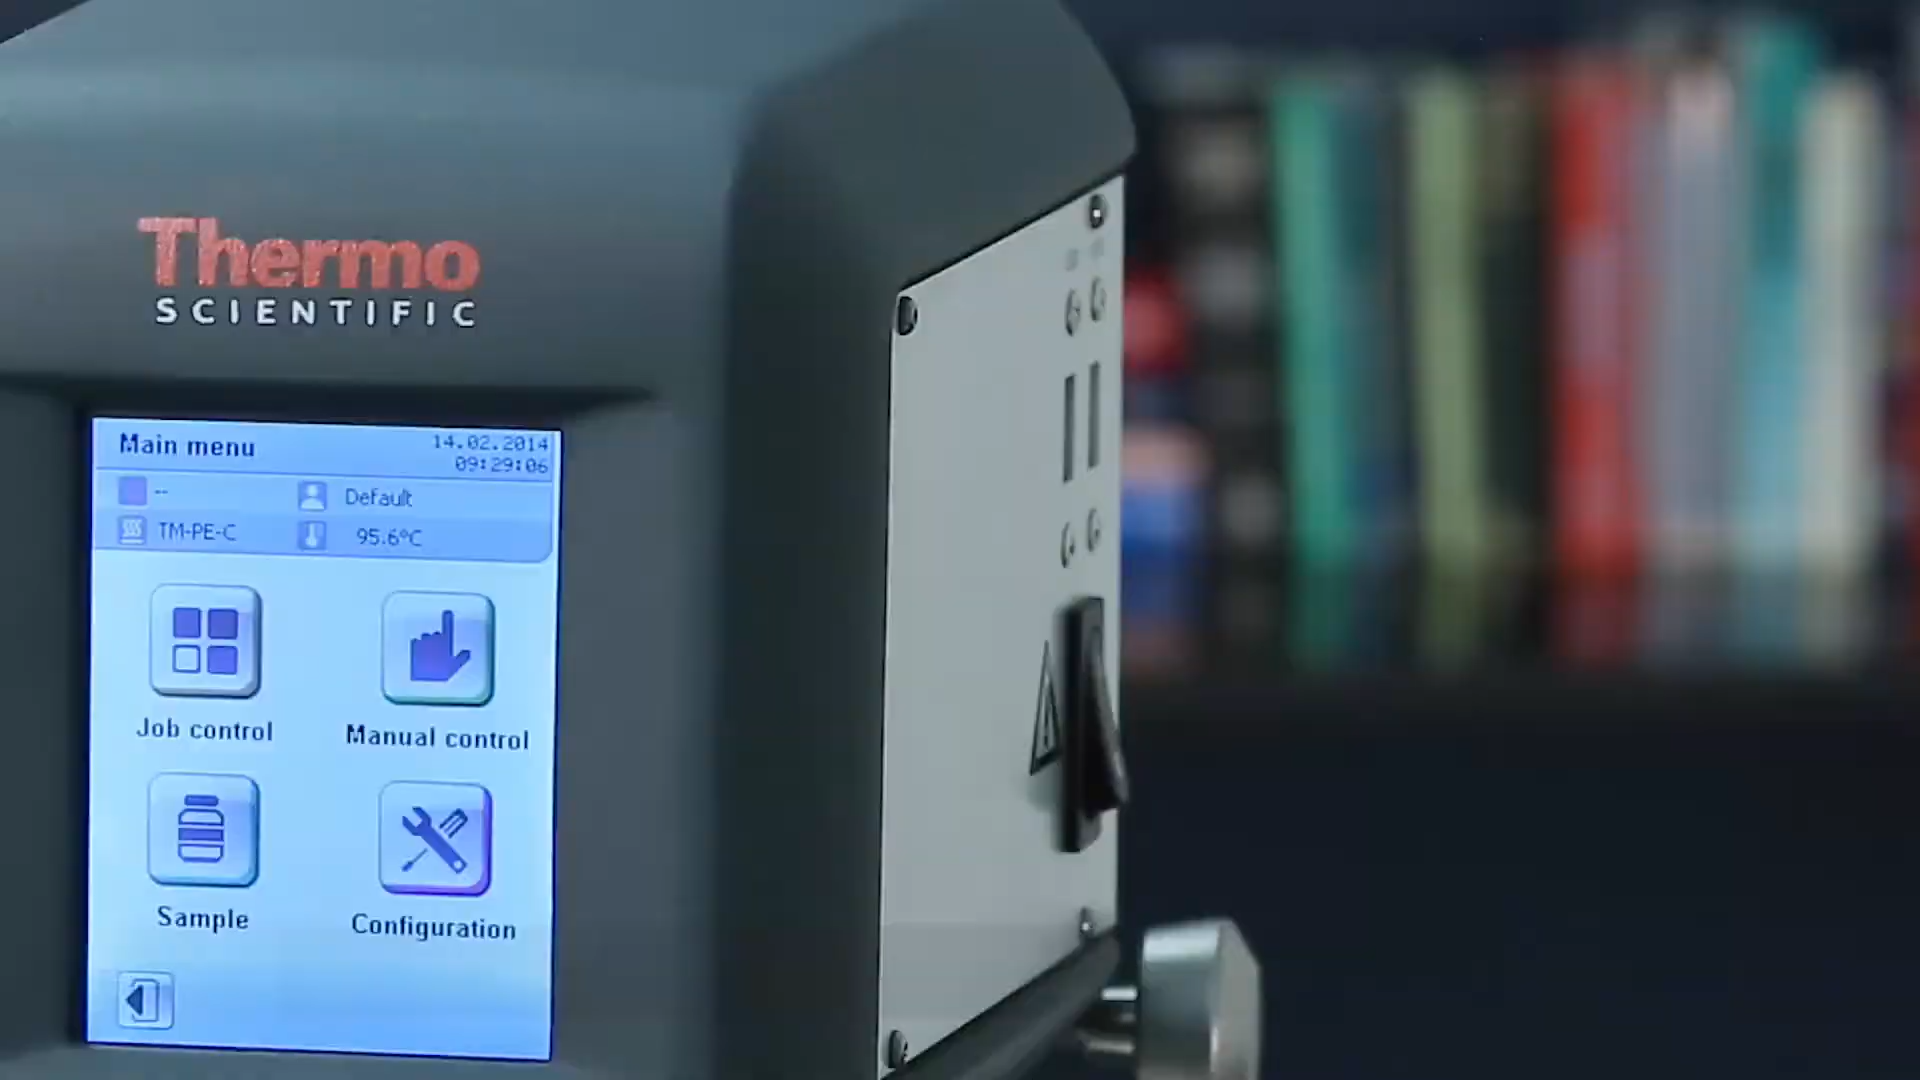 Thermo
SCIENTIFIC
Main menu
14.02.2014
09:29:06
--
Default
TM-PE-C
95.6°C
Job control
Manual control
Sample
Configuration